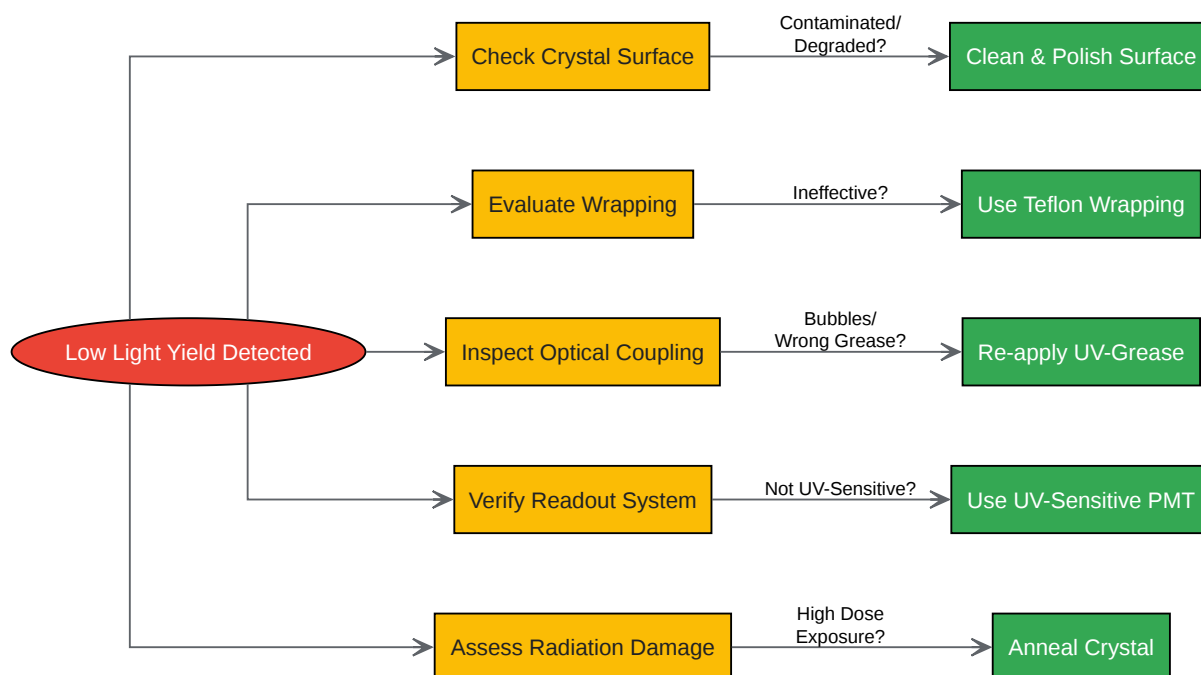 Check Crystal Surface
Contaminated/
Degraded?
Clean & Polish Surface
Evaluate Wrapping
Ineffective?
Use Teflon Wrapping
Low Light Yield Detected
Inspect Optical Coupling
Bubbles/
Wrong Grease?
Re-apply UV-Grease
Verify Readout System
Not UV-Sensitive?
Use UV-Sensitive PMT
Assess Radiation Damage
High Dose
Exposure?
Anneal Crystal